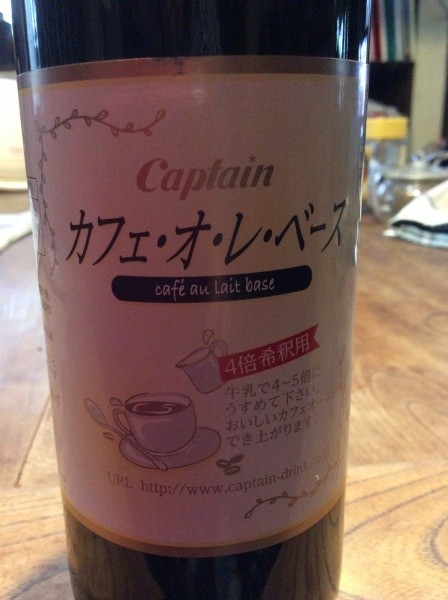 Captain
カフェ・オ・レ・ベース
café au lait base
4倍希釈用
牛乳で4〜5倍に
うすめて下さい。
おいしいカフェオ
でき上がります。
URL http://www.captain-drink